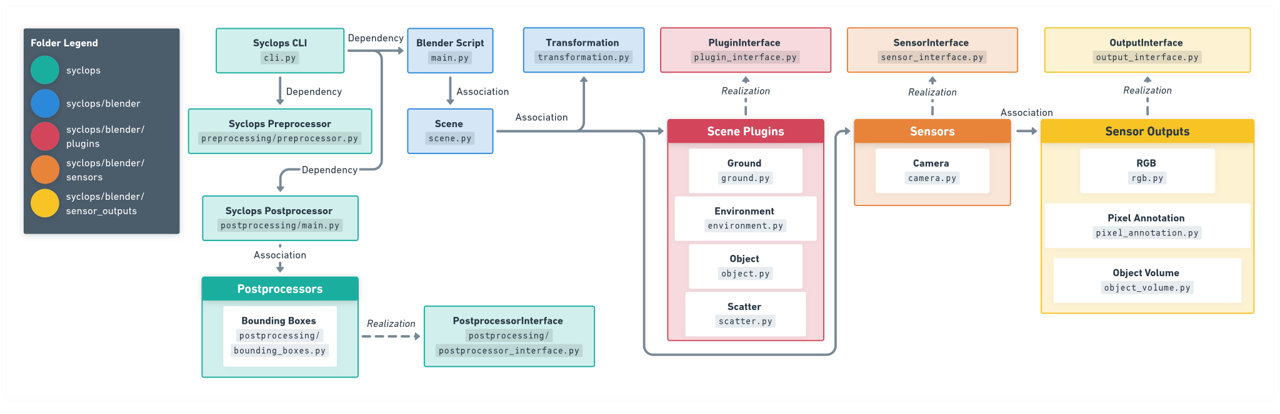 Folder Legend
syclops
syclops/blender
syclops/blender/
plugins
syclops/blender/
sensors
syclops/blender/
sensor_outputs
Syclops CLI
cli.py
Dependency
Blender Script
main.py
Transformation
transformation.py
PluginInterface
plugin_interface.py
SensorInterface
sensor_interface.py
OutputInterface
output_interface.py
Dependency
Association
Realization
Realization
Realization
Syclops Preprocessor
preprocessing/preprocessor.py
Scene
scene.py
Association
Association
Scene Plugins
Ground
ground.py
Environment
environment.py
Object
object.py
Scatter
scatter.py
Sensors
Camera
camera.py
Sensor Outputs
RGB
rgb.py
Pixel Annotation
pixel_annotation.py
Object Volume
object_volume.py
Dependency
Syclops Postprocessor
postprocessing/main.py
Association
Postprocessors
Bounding Boxes
postprocessing/
bounding_boxes.py
Realization
PostprocessorInterface
postprocessing/
postprocessor_interface.py